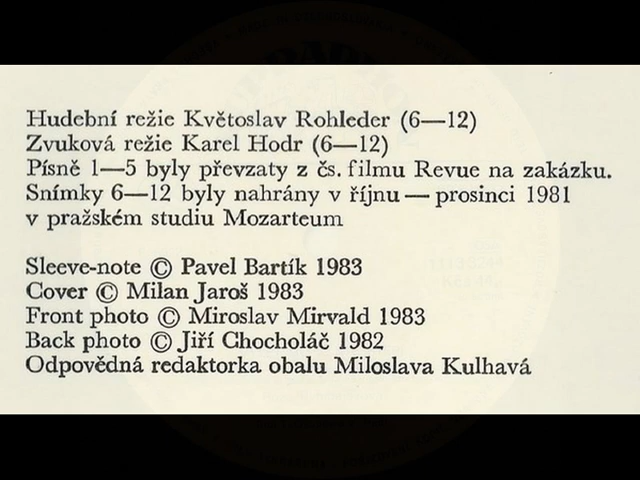 Hudební režie Květoslav Rohleder (6—12)
Zvuková režie Karel Hodr (6—12)
Písně 1—5 byly převzaty z čs. filmu Revue na zakázku.
Snímky 6—12 byly nahrány v říjnu — prosinci 1981
v pražském studiu Mozarteum
Sleeve-note © Pavel Bartík 1983
Cover © Milan Jaroš 1983
Front photo © Miroslav Mirvald 1983
Back photo © Jiří Chocholáč 1982
Odpovědná redaktorka obalu Miloslava Kulhavá